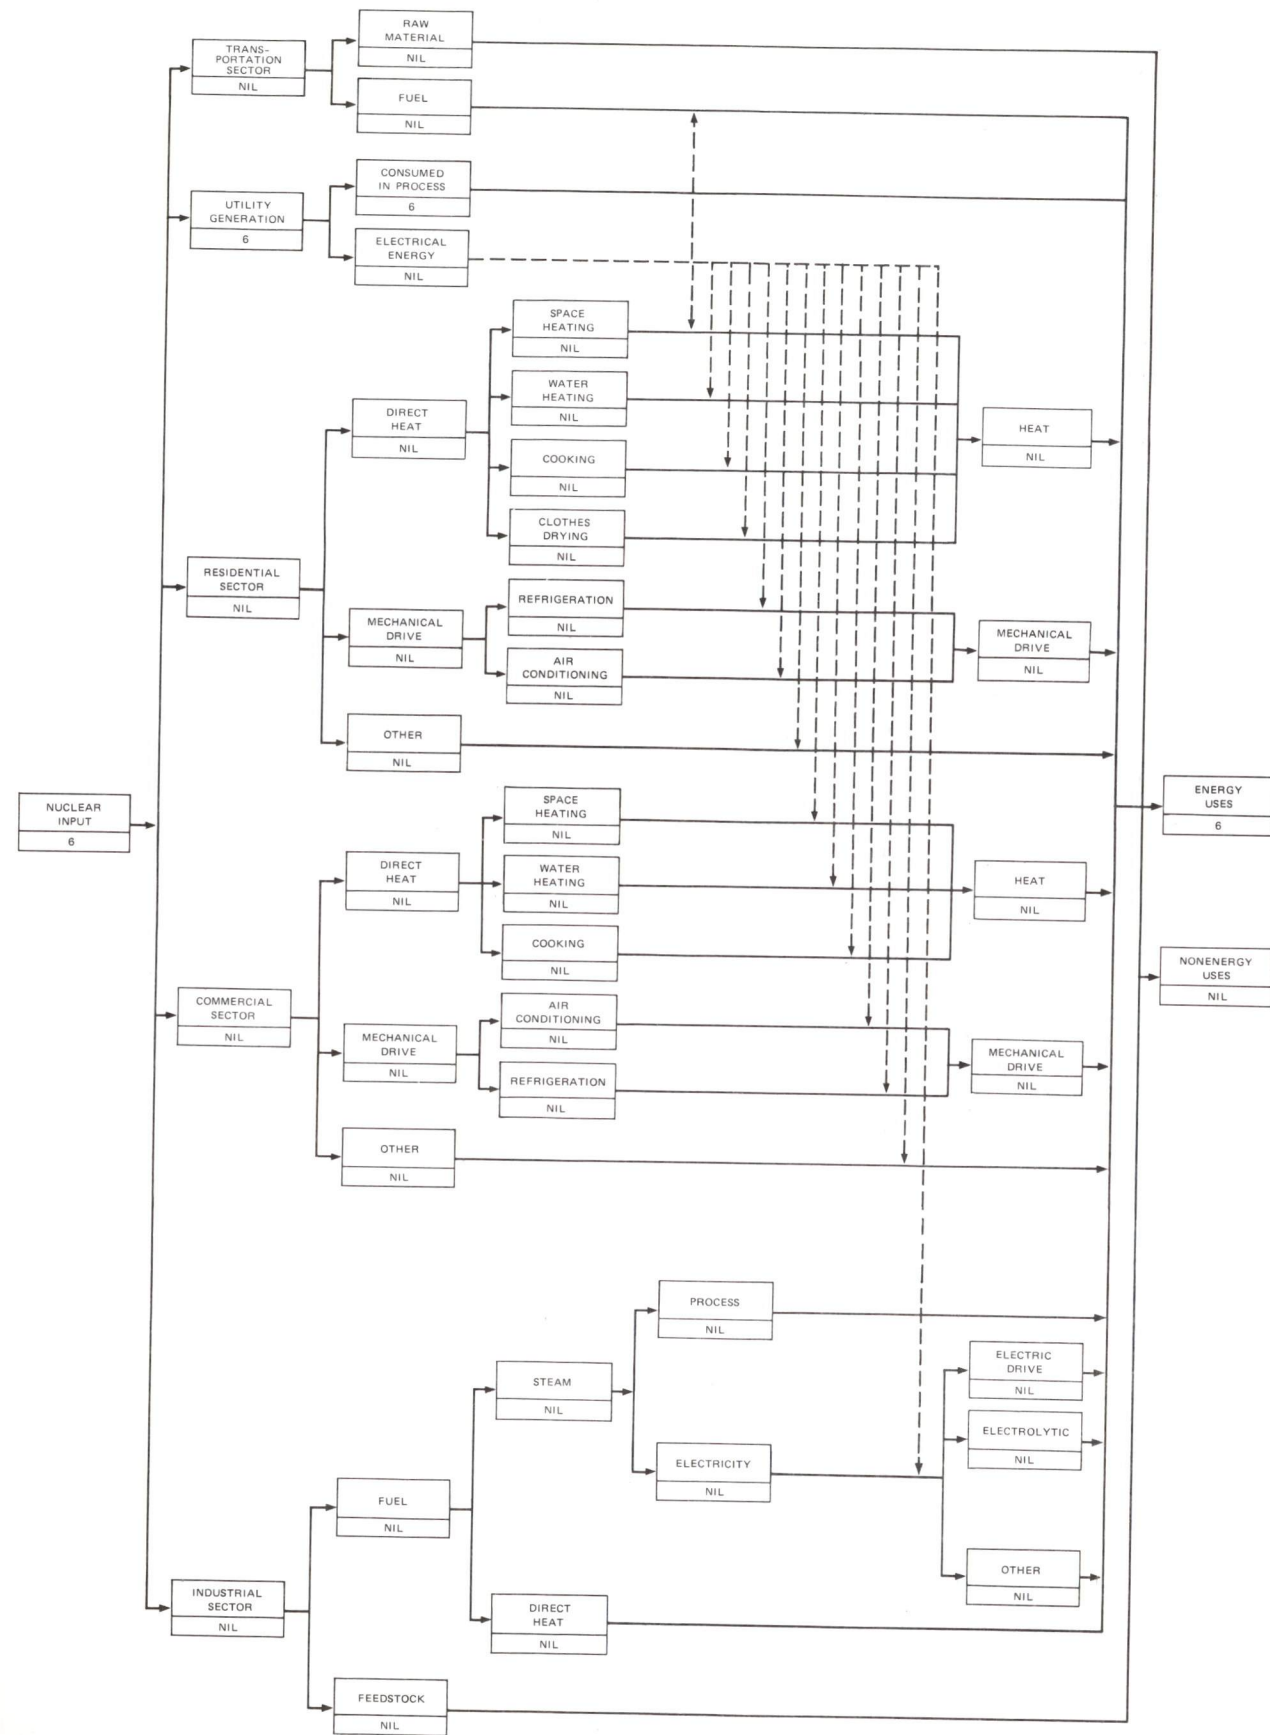 TRANS-
PORTATION
SECTOR
NIL
RAW
MATERIAL
NIL
FUEL
NIL
UTILITY
GENERATION
6
CONSUMED
IN PROCESS
6
ELECTRICAL
ENERGY
NIL
RESIDENTIAL
SECTOR
NIL
DIRECT
HEAT
NIL
SPACE
HEATING
NIL
WATER
HEATING
NIL
COOKING
NIL
CLOTHES
DRYING
NIL
HEAT
NIL
MECHANICAL
DRIVE
NIL
REFRIGERATION
NIL
AIR
CONDITIONING
NIL
MECHANICAL
DRIVE
NIL
OTHER
NIL
NUCLEAR
INPUT
6
ENERGY
USES
6
NONENERGY
USES
NIL
COMMERCIAL
SECTOR
NIL
DIRECT
HEAT
NIL
SPACE
HEATING
NIL
WATER
HEATING
NIL
COOKING
NIL
HEAT
NIL
MECHANICAL
DRIVE
NIL
AIR
CONDITIONING
NIL
REFRIGERATION
NIL
MECHANICAL
DRIVE
NIL
OTHER
NIL
INDUSTRIAL
SECTOR
NIL
FUEL
NIL
STEAM
NIL
PROCESS
NIL
ELECTRICITY
NIL
ELECTRIC
DRIVE
NIL
ELECTROLYTIC
NIL
OTHER
NIL
DIRECT
HEAT
NIL
FEEDSTOCK
NIL